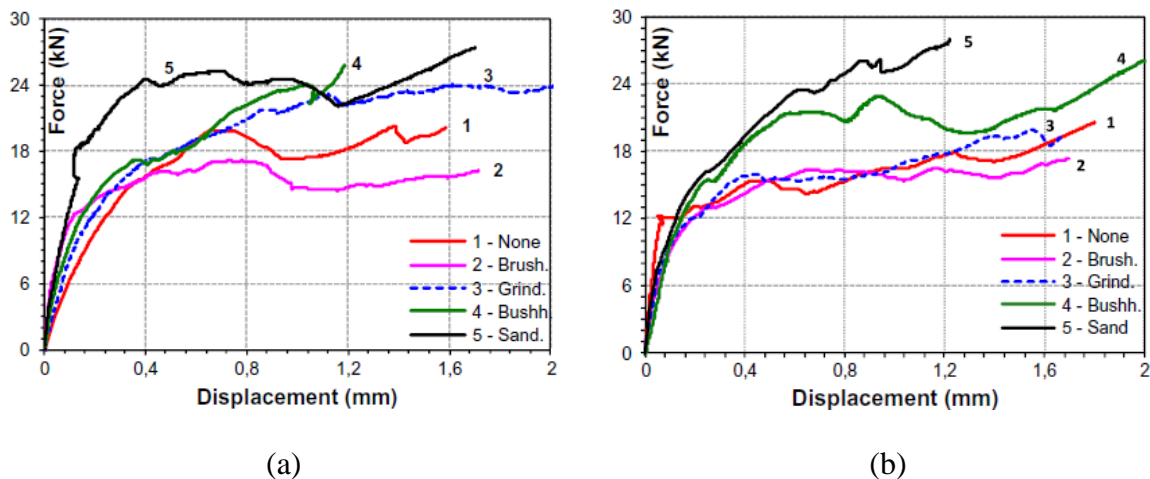 30
24
18
12
6
0
Force (kN)
5
4
3
1
2
1 - None
2 - Brush.
3 - Grind.
4 - Bushh.
5 - Sand.
0
0,4
0,8
1,2
1,6
2
Displacement (mm)
(a)
30
24
18
12
6
0
Force (kN)
5
4
3
1
2
1 - None
2 - Brush.
3 - Grind.
4 - Bushh.
5 - Sand
0
0,4
0,8
1,2
1,6
2
Displacement (mm)
(b)